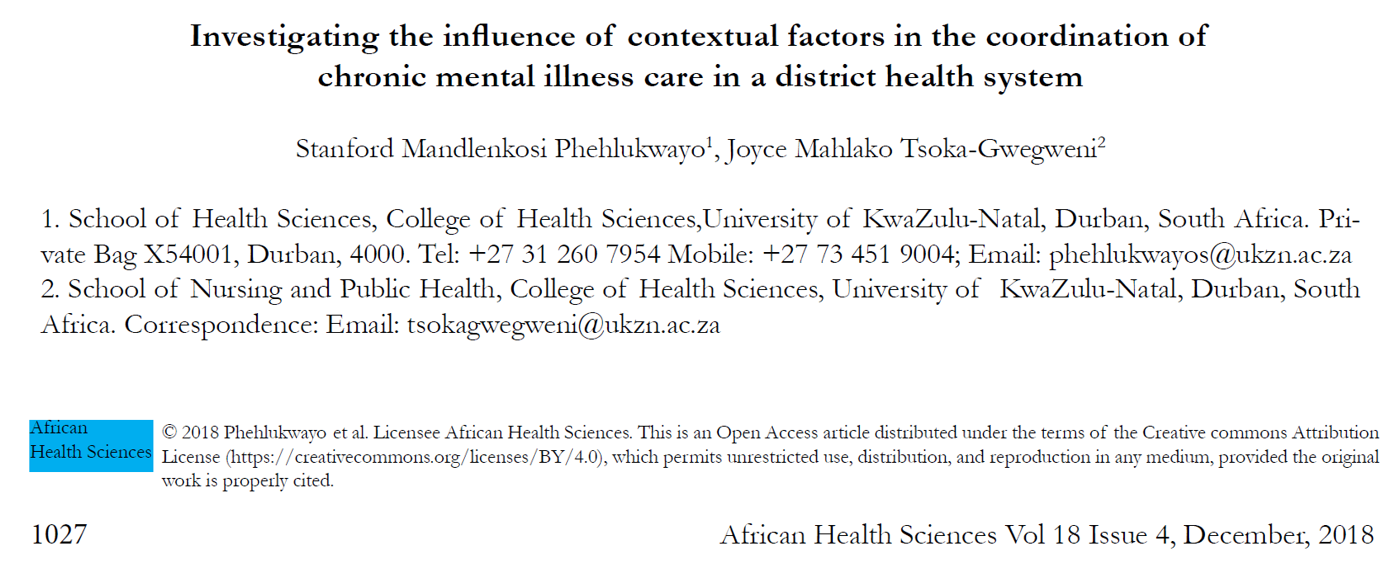 Investigating the influence of contextual factors in the coordination of
chronic mental illness care in a district health system
Stanford Mandlenkosi Phehlukwayo1, Joyce Mahlako Tsoka-Gwegweni2
1. School of Health Sciences, College of Health Sciences,University of KwaZulu-Natal, Durban, South Africa. Pri-
vate Bag X54001, Durban, 4000. Tel: +27 31 260 7954 Mobile: +27 73 451 9004; Email: phehlukwayos@ukzn.ac.za
2. School of Nursing and Public Health, College of Health Sciences, University of KwaZulu-Natal, Durban, South
Africa. Correspondence: Email: tsokagwegweni@ukzn.ac.za
African
Health Sciences
© 2018 Phehlukwayo et al. Licensee African Health Sciences. This is an Open Access article distributed under the terms of the Creative commons Attribution
License (https://creativecommons.org/licenses/BY/4.0), which permits unrestricted use, distribution, and reproduction in any medium, provided the original
work is properly cited.
1027 African Health Sciences Vol 18 Issue 4, December, 2018